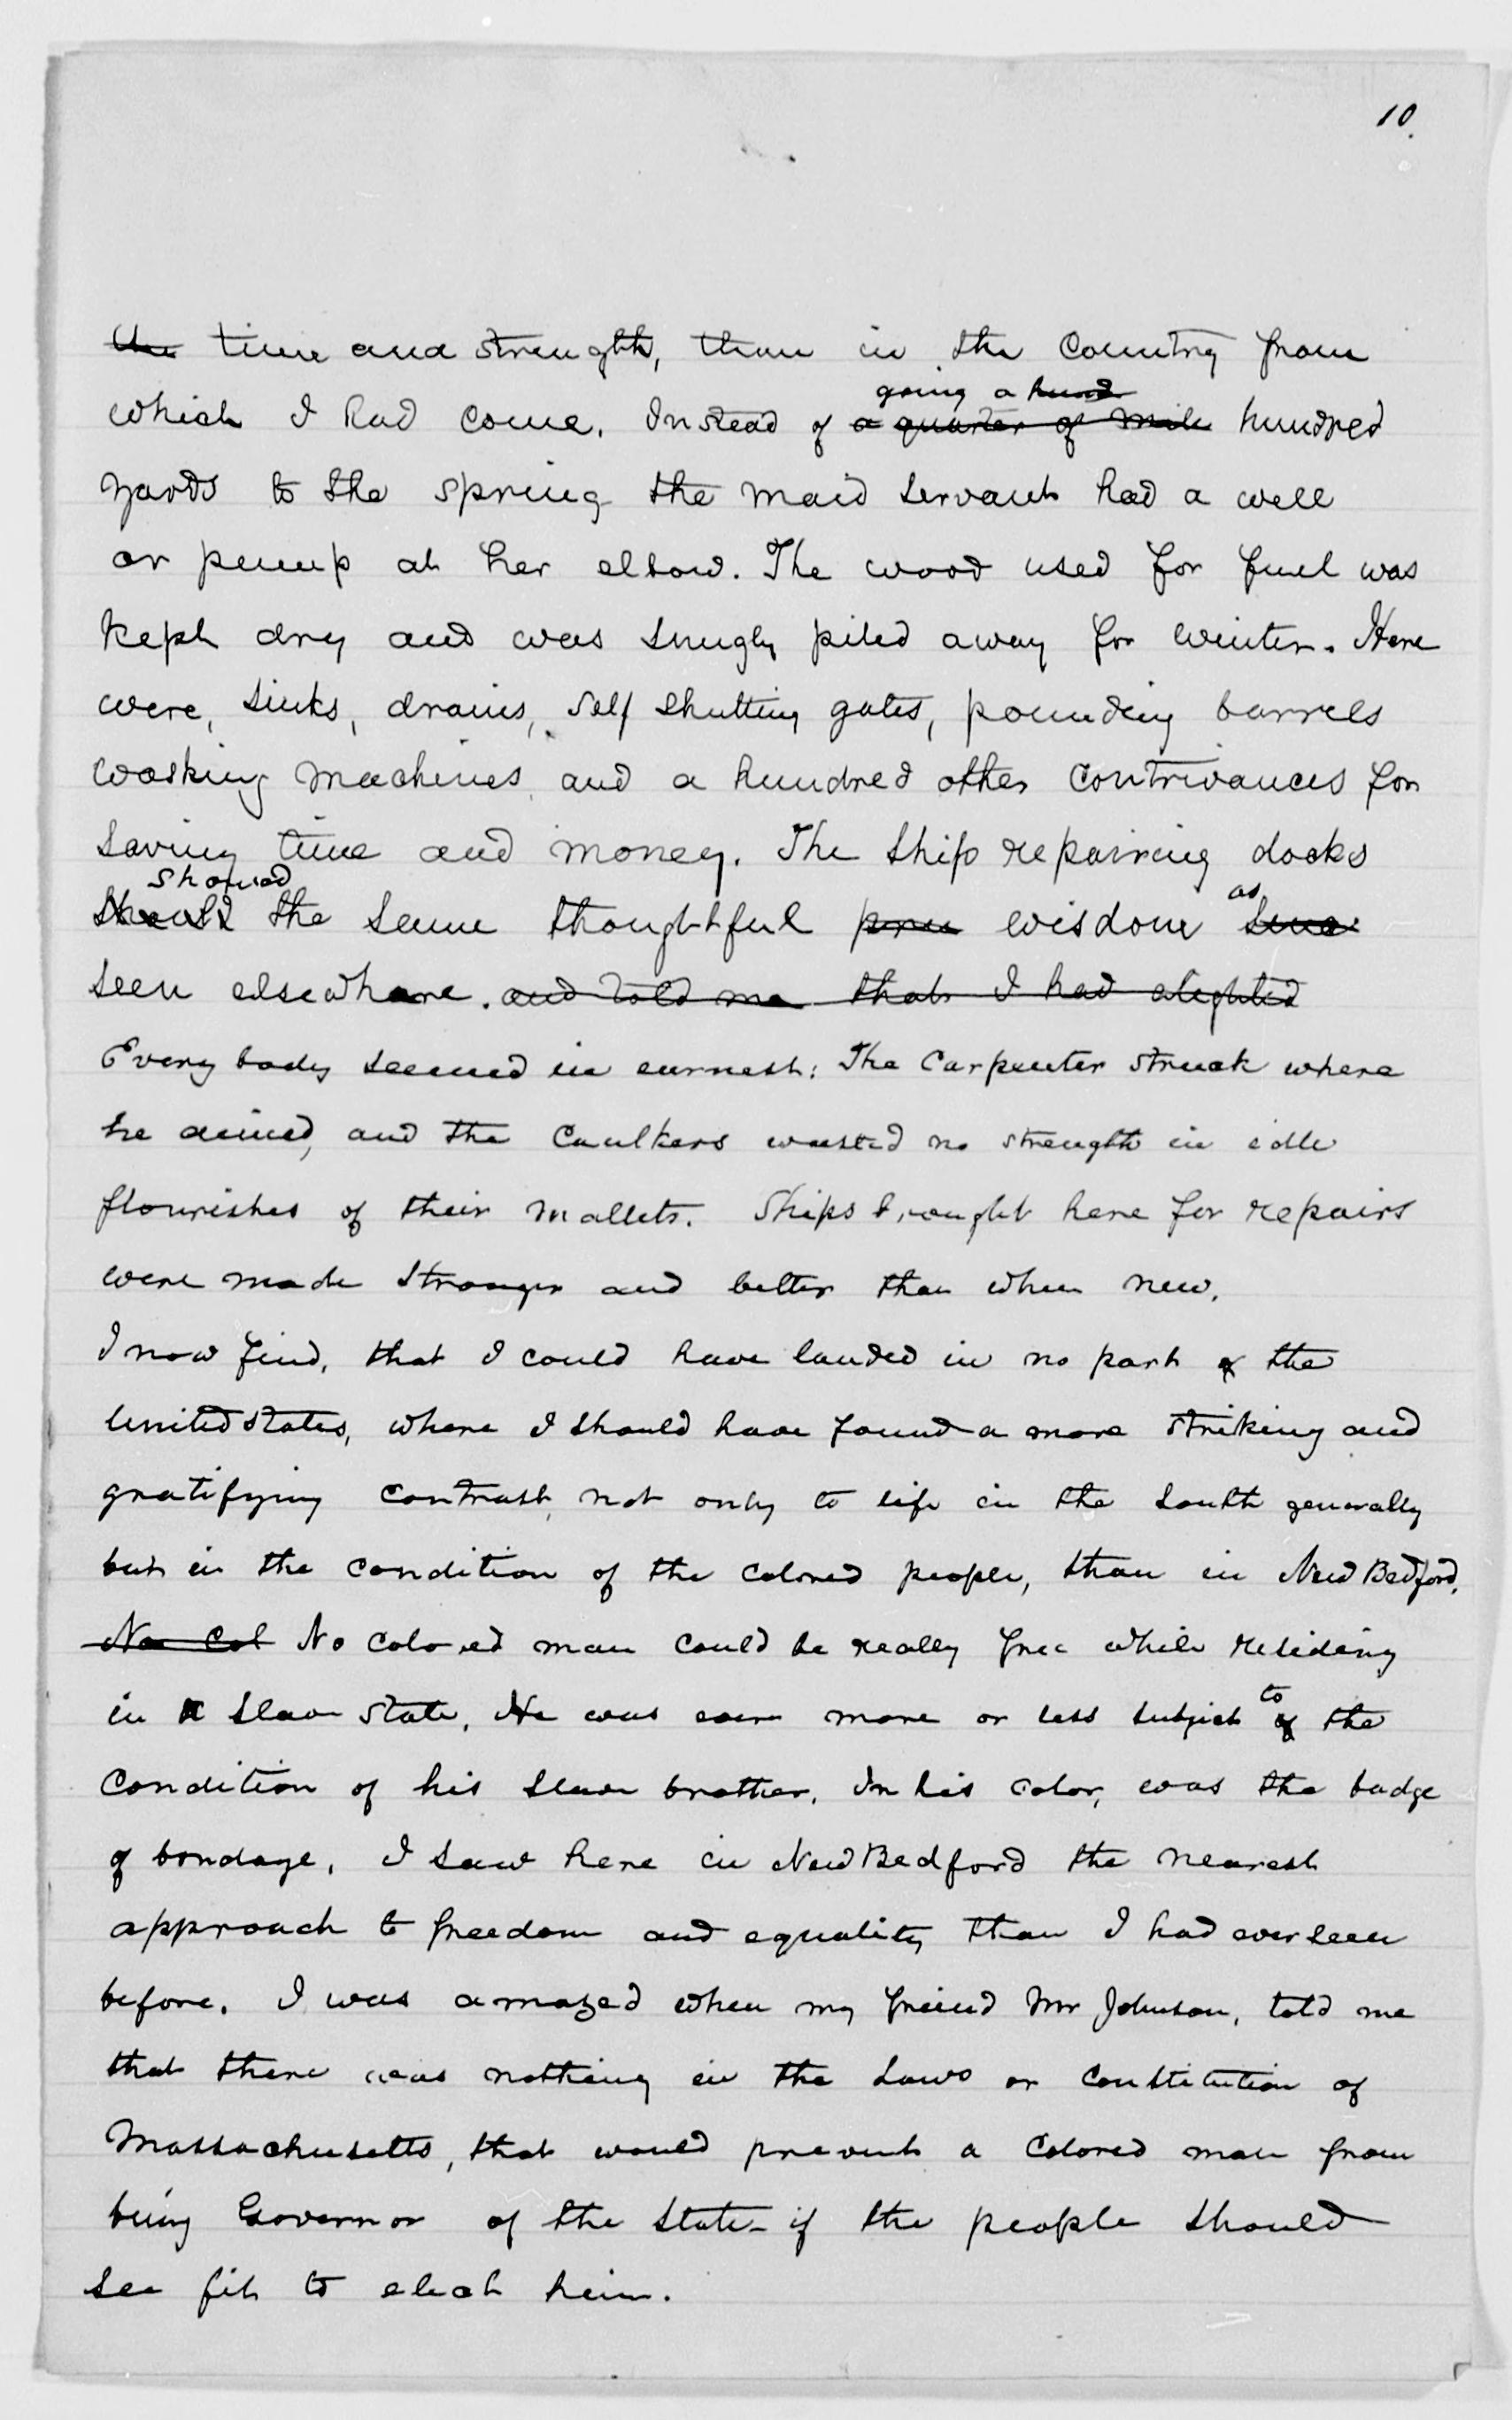 10.
the time and strength, than in the Country from
going a hund
which I had come. Instead of a quarter of mile hundred
yards to the spring the maid servant had a well
or pump at her elbow. The wood used for fuel was
kept dry and was snugly piled away for winter. Here
were, sinks, drains, self shutting gates, pounding barrels
washing machines, and a hundred other contrivances for
saving time and money. The ship repairing docks
showed as
the same thoughtful wisdom
seen elsewhere. and told me that I had alighted
Every body seemed in earnest: The Carpenter struck where
he aimed, and the Caulkers wasted no strength in idle
flourishes of their mallets. Ships brought here for repairs
were made stronger and better than when new.
I now find, that I could have landed in no part of the
United States, where I should have found a more striking and
gratifying contrast, not only to life in the South generally
but in the condition of the colored people, than in New Bedford.
No Col No colored man could be really free while residing
in a slave state. He was ever more or less subject
to
of the
condition of his slave brother. In his color, was the badge
of bondage. I saw here in New Bedford the nearest
approach to freedom and equality than I had ever seen
before. I was amazed when my friend Mr Johnson, told me
that there was nothing in the laws or constitution of
Massachusetts, that would prevent a colored man from
being Governor of the State - if the people should
see fit to elect him.